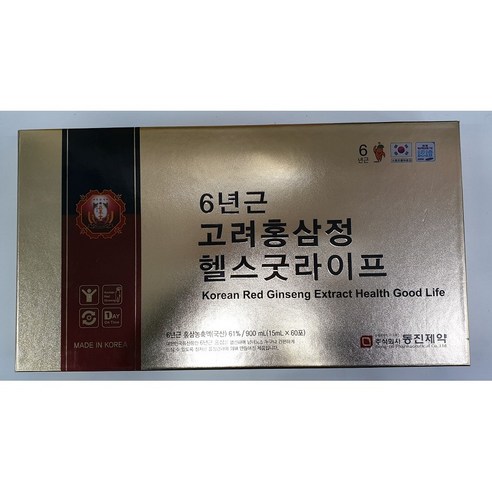 6
년근
6년근
고려홍삼정
헬스굿라이프
Korean Red Ginseng Extract Health Good Life
6년근 홍삼농축액(국산) 61% / 900 mL(15mL × 60포)
DAY
MADE IN KOREA
주식회사 동진제약